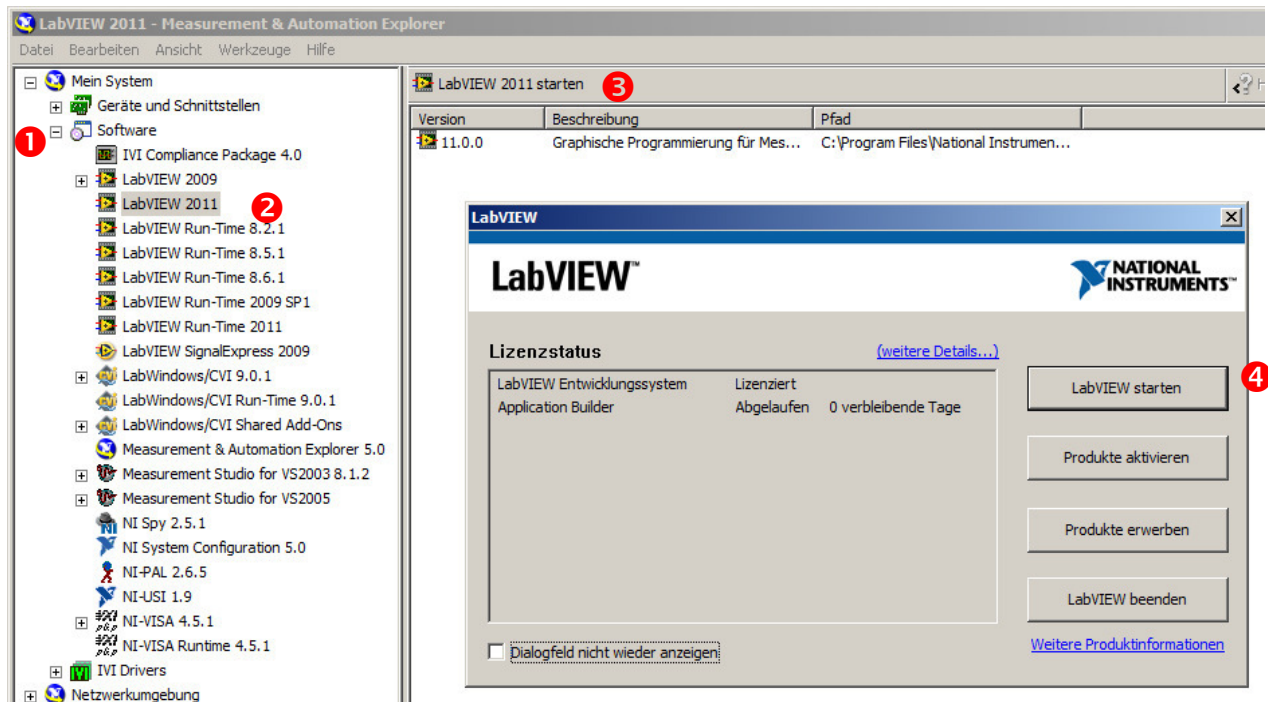 LabVIEW 2011 - Measurement & Automation Explorer
Datei Bearbeiten Ansicht Werkzeuge Hilfe
Mein System
Geräte und Schnittstellen
1
Software
IVI Compliance Package 4.0
LabVIEW 2009
LabVIEW 2011
2
LabVIEW Run-Time 8.2.1
LabVIEW Run-Time 8.5.1
LabVIEW Run-Time 8.6.1
LabVIEW Run-Time 2009 SP1
LabVIEW Run-Time 2011
LabVIEW SignalExpress 2009
LabWindows/CVI 9.0.1
LabWindows/CVI Run-Time 9.0.1
LabWindows/CVI Shared Add-Ons
Measurement & Automation Explorer 5.0
Measurement Studio for VS2003 8.1.2
Measurement Studio for VS2005
NI Spy 2.5.1
NI System Configuration 5.0
NI-PAL 2.6.5
NI-USI 1.9
NI-VISA 4.5.1
NI-VISA Runtime 4.5.1
IVI Drivers
Netzwerkumgebung
LabVIEW 2011 starten
3
Version Beschreibung Pfad
11.0.0 Graphische Programmierung für Mes... C:\Program Files\National Instrumen...
LabVIEW
LabVIEW™
NATIONAL
INSTRUMENTS™
Lizenzstatus (weitere Details...)
LabVIEW Entwicklungssystem Lizenziert
Application Builder Abgelaufen 0 verbleibende Tage
LabVIEW starten
4
Produkte aktivieren
Produkte erwerben
LabVIEW beenden
Dialogfeld nicht wieder anzeigen
Weitere Produktinformationen